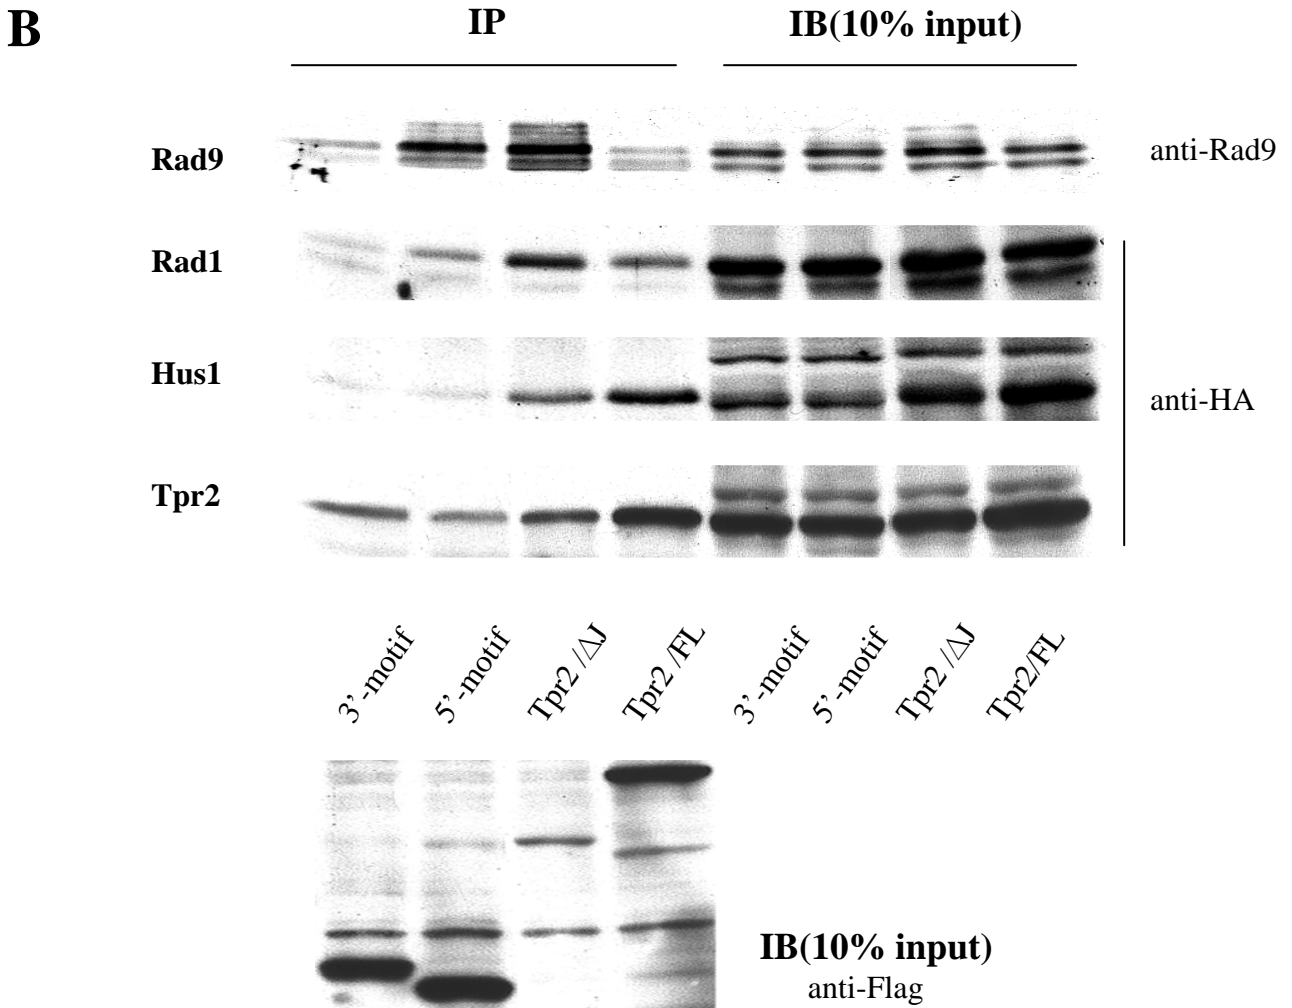 B
IP
IB(10% input)
Rad9
anti-Rad9
Rad1
Hus1
anti-HA
Tpr2
3’-motif
5’-motif
Tpr2 /ΔJ
Tpr2 /FL
3’-motif
5’-motif
Tpr2 /ΔJ
Tpr2/FL
IB(10% input)
anti-Flag